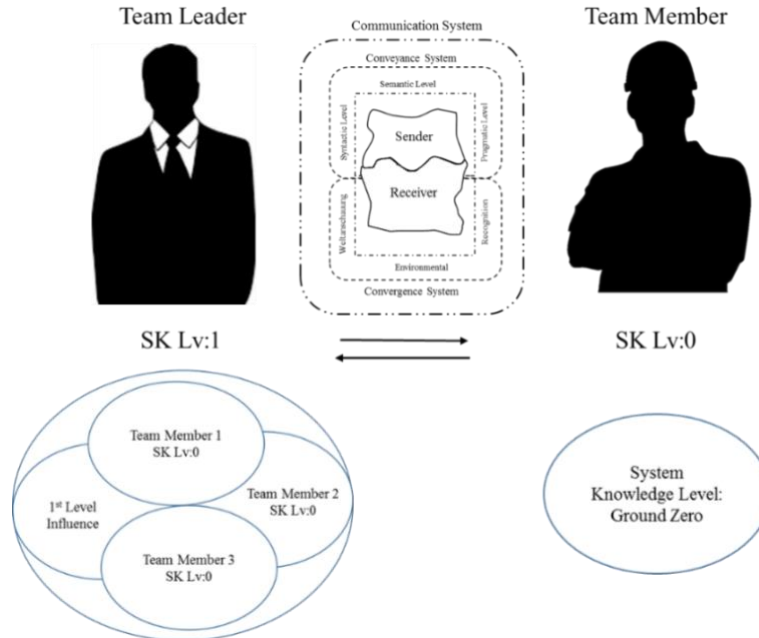 Team Leader
Communication System
Team Member
Conveyance System
Semantic Level
Syntactic Level
Sender
Pragmatic Level
Receiver
Weltanschauung
Recognition
Environmental
Convergence System
SK Lv:1
SK Lv:0
Team Member 1
SK Lv:0
1st Level
Influence
Team Member 2
SK Lv:0
Team Member 3
SK Lv:0
System
Knowledge Level:
Ground Zero